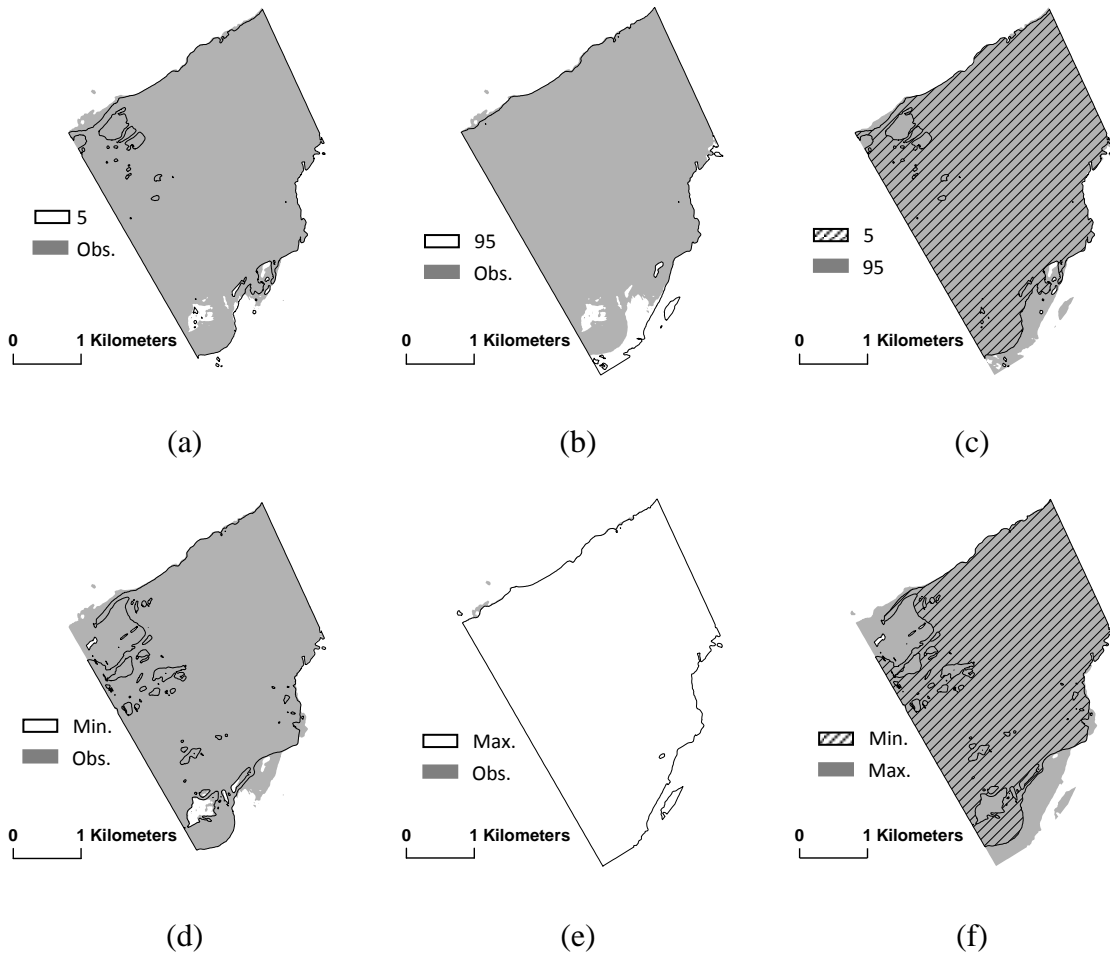 5
Obs.
0 1 Kilometers
(a)
95
Obs.
0 1 Kilometers
(b)
5
95
0 1 Kilometers
(c)
Min.
Obs.
0 1 Kilometers
(d)
Max.
Obs.
0 1 Kilometers
(e)
Min.
Max.
0 1 Kilometers
(f)